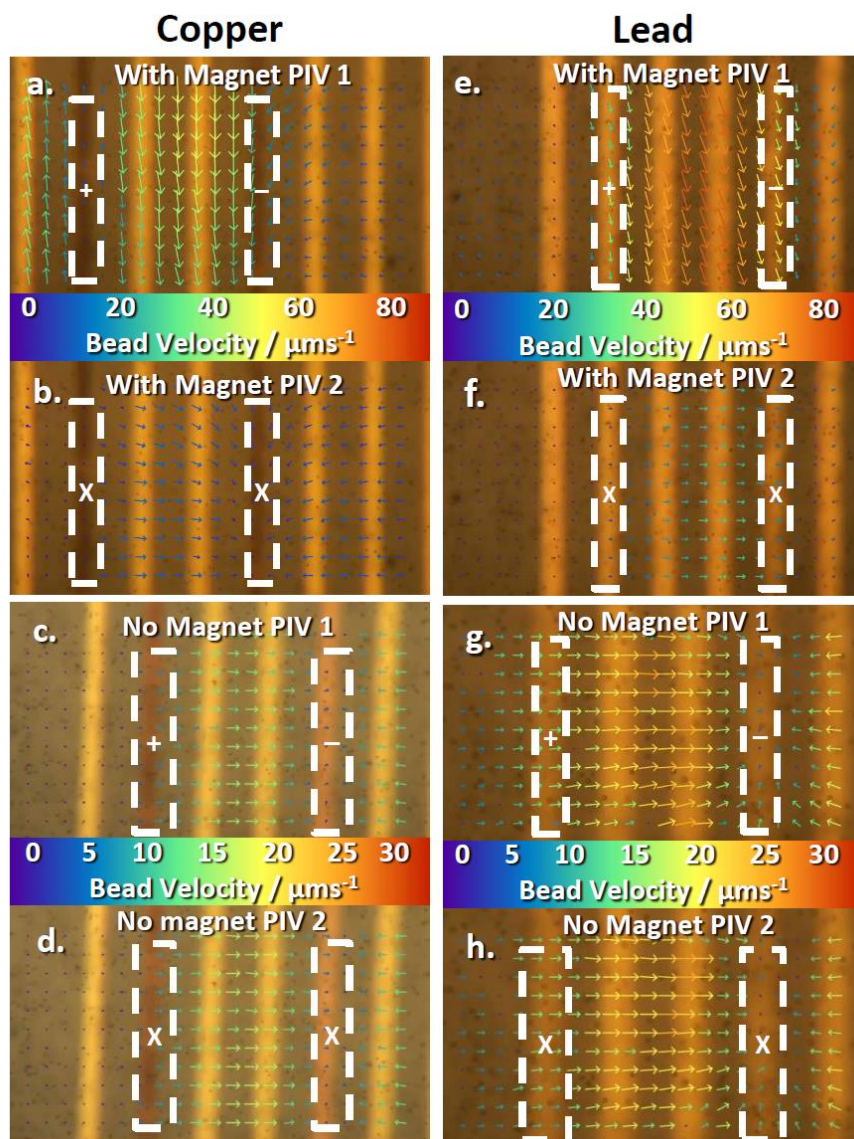 Copper
Lead
a.
With Magnet PIV 1
+
–
e.
With Magnet PIV 1
+
–
0 20 40 60 80
Bead Velocity / µms⁻¹
20 40 60 80
Bead Velocity / µms⁻¹
b.
With Magnet PIV 2
X
X
f.
With Magnet PIV 2
X
X
c.
No Magnet PIV 1
+
–
g.
No Magnet PIV 1
+
–
0 5 10 15 20 25 30
Bead Velocity / µms⁻¹
0 5 10 15 20 25 30
Bead Velocity / µms⁻¹
d.
No magnet PIV 2
X
X
h.
No Magnet PIV 2
X
X